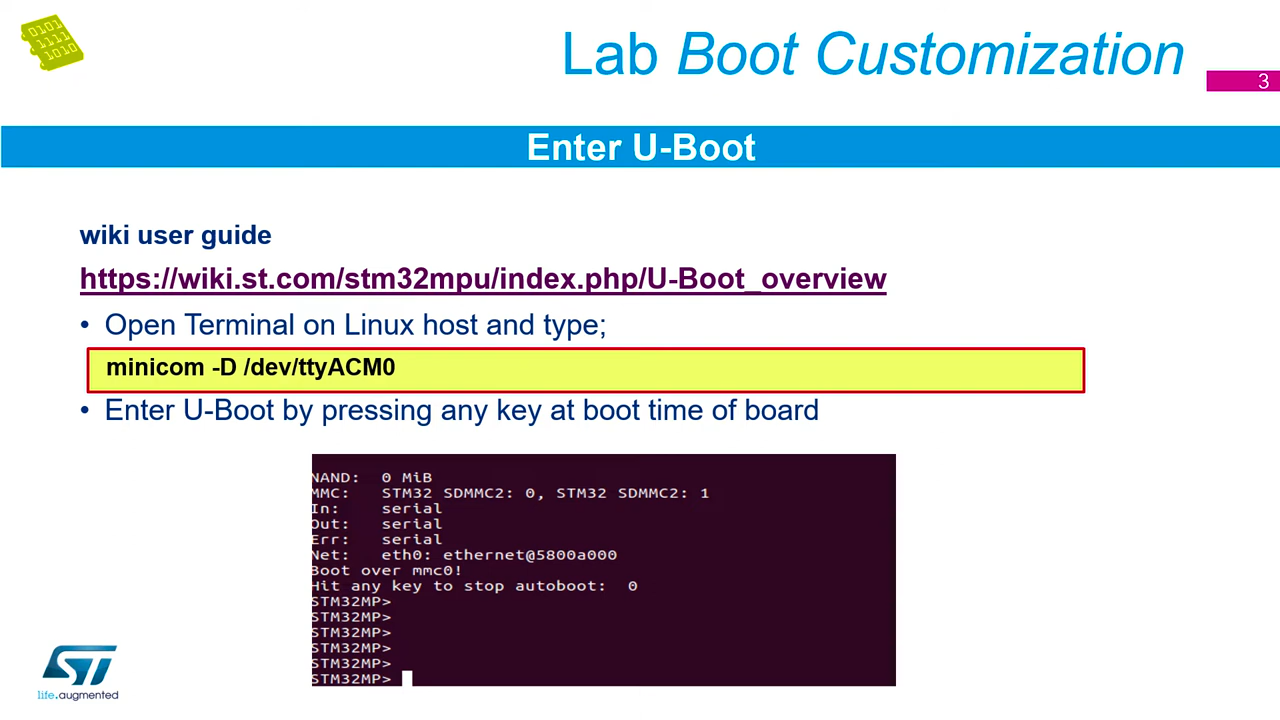 0101
1111
1010
Lab Boot Customization
3
Enter U-Boot
wiki user guide
https://wiki.st.com/stm32mpu/index.php/U-Boot_overview
• Open Terminal on Linux host and type;
minicom -D /dev/ttyACM0
• Enter U-Boot by pressing any key at boot time of board
NAND: 0 MiB
MMC: STM32 SDMMC2: 0, STM32 SDMMC2: 1
In: serial
Out: serial
Err: serial
Net: eth0: ethernet@5800a000
Boot over mmc0!
Hit any key to stop autoboot: 0
STM32MP>
STM32MP>
STM32MP>
STM32MP>
STM32MP>
STM32MP>
ST
life.augmented